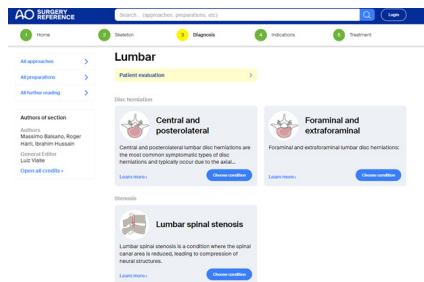 AO SURGERY REFERENCE
Search... (approaches, preparations, etc)
Login
1 Home
2 Skeleton
3 Diagnosis
4 Indications
5 Treatment
All approaches
All preparations
All further reading
Authors of section
Authors
Massimo Balsano, Roger
Härtl, Ibrahim Hussain
General Editor
Luiz Vialle
Open all credits
Lumbar
Patient evaluation
Disc herniation
Central and
posterolateral
Central and posterolateral lumbar disc herniations are
the most common symptomatic types of disc
herniations and typically occur due to the axial...
Learn more
Choose condition
Foraminal and
extraforaminal
Foraminal and extraforaminal lumbar disc herniations:
Learn more
Choose condition
Stenosis
Lumbar spinal stenosis
Lumbar spinal stenosis is a condition where the spinal
canal area is reduced, leading to compression of
neural structures.
Learn more
Choose condition